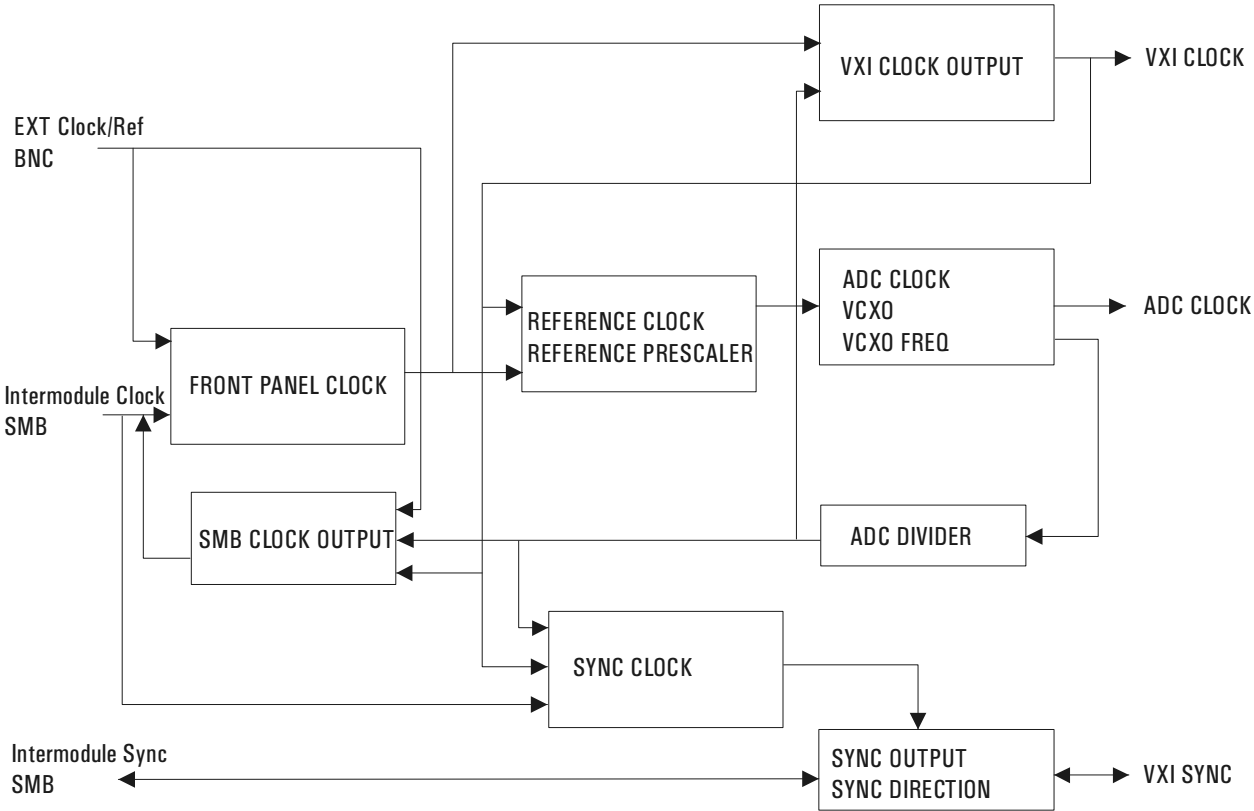 VXI CLOCK OUTPUT
VXI CLOCK
EXT Clock/Ref
BNC
ADC CLOCK
VCXO
VCXO FREQ
ADC CLOCK
REFERENCE CLOCK
REFERENCE PRESCALER
FRONT PANEL CLOCK
Intermodule Clock
SMB
SMB CLOCK OUTPUT
ADC DIVIDER
SYNC CLOCK
Intermodule Sync
SMB
SYNC OUTPUT
SYNC DIRECTION
VXI SYNC